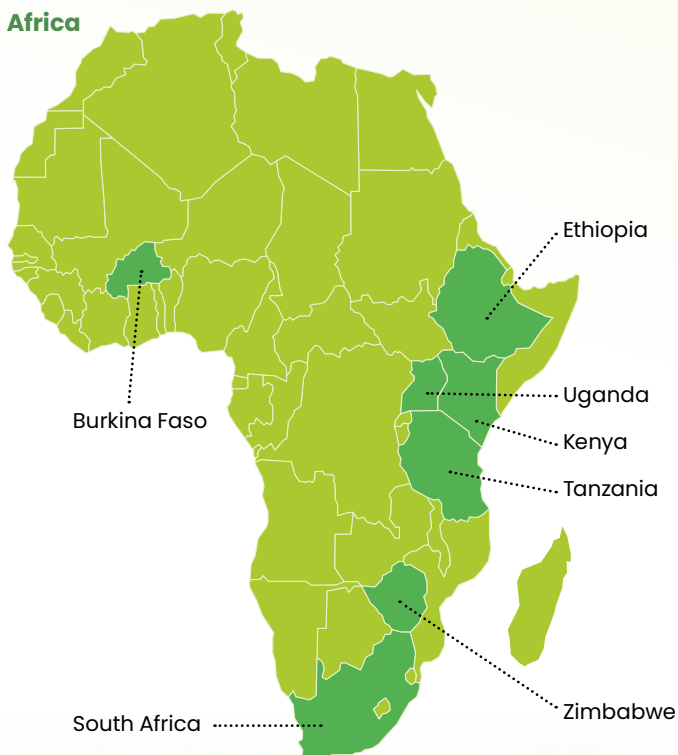 Africa
Ethiopia
Uganda
Burkina Faso
Kenya
Tanzania
Zimbabwe
South Africa